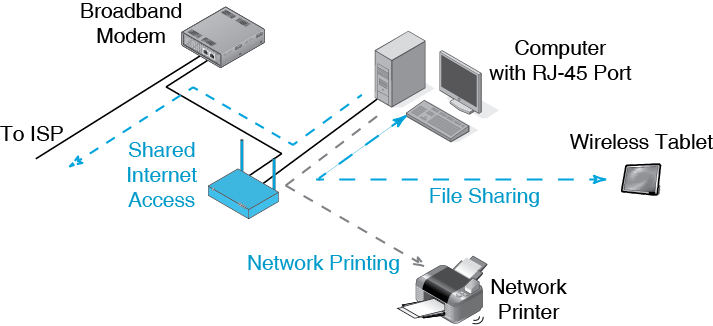 Broadband
Modem
Computer
with RJ-45 Port
To ISP
Shared
Internet
Access
Wireless Tablet
File Sharing
Network Printing
Network
Printer